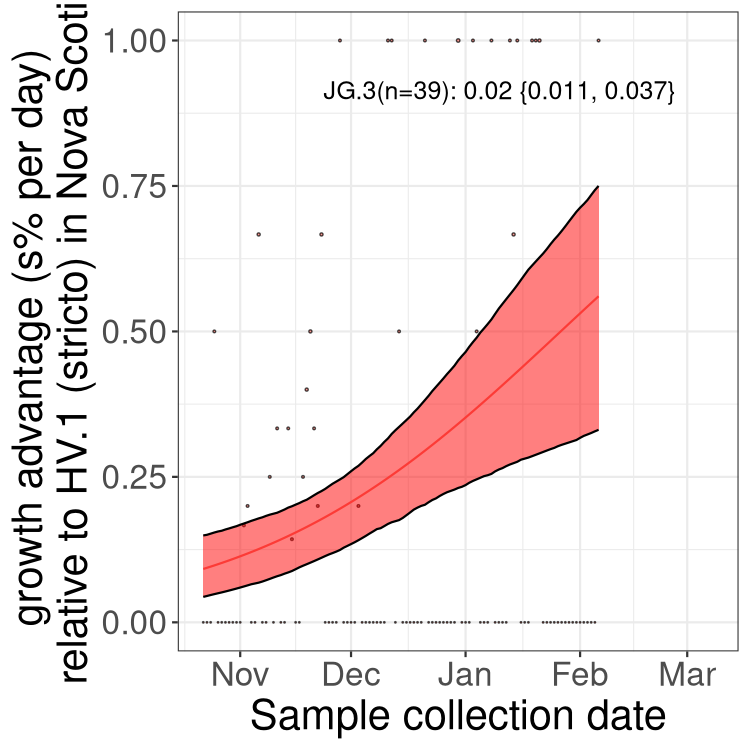 growth advantage (s% per day)
relative to HV.1 (stricto) in Nova Scoti
1.00
0.75
0.50
0.25
0.00
JG.3(n=39): 0.02 {0.011, 0.037}
Nov Dec Jan Feb Mar
Sample collection date